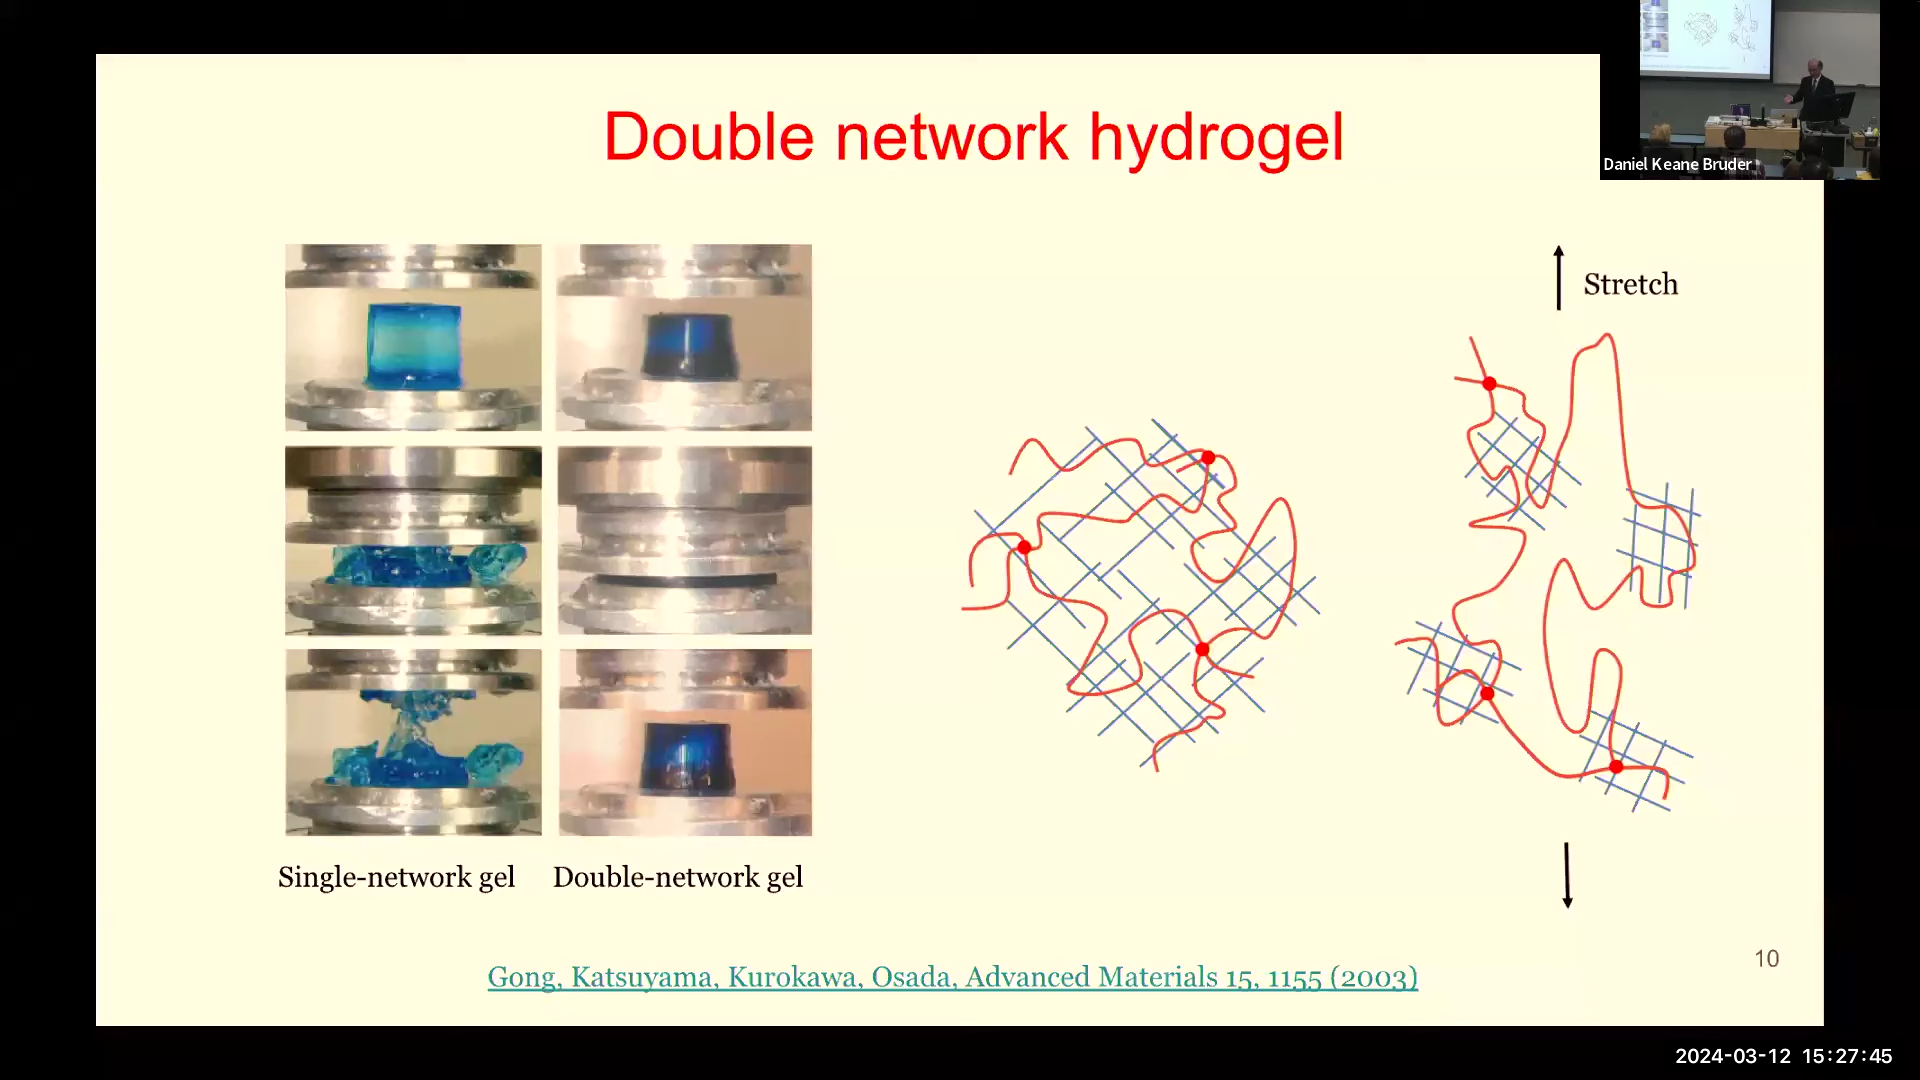 Double network hydrogel
Daniel Keane Bruder
Stretch
Single-network gel
Double-network gel
Gong, Katsuyama, Kurokawa, Osada, Advanced Materials 15, 1155 (2003)
10
2024-03-12 15:27:45